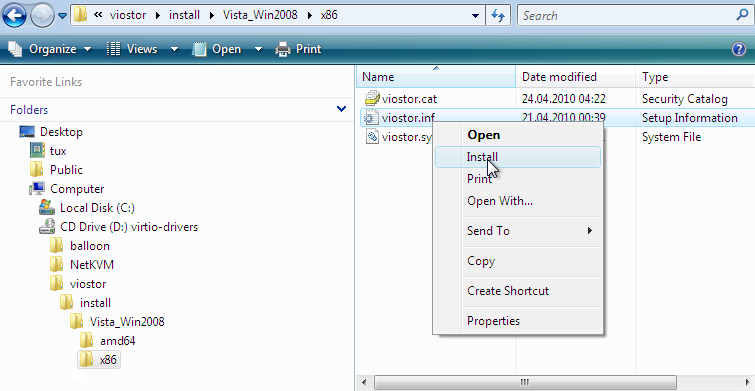 « viostor ▸ install ▸ Vista_Win2008 ▸ x86
Search
Organize Views Open Print
Favorite Links
Folders
Desktop
tux
Public
Computer
Local Disk (C:)
CD Drive (D:) virtio-drivers
balloon
NetKVM
viostor
install
Vista_Win2008
amd64
x86
Name Date modified Type
viostor.cat 24.04.2010 04:22 Security Catalog
viostor.inf 21.04.2010 00:39 Setup Information
viostor.sy System File
Open
Install
Print
Open With...
Send To
Copy
Create Shortcut
Properties